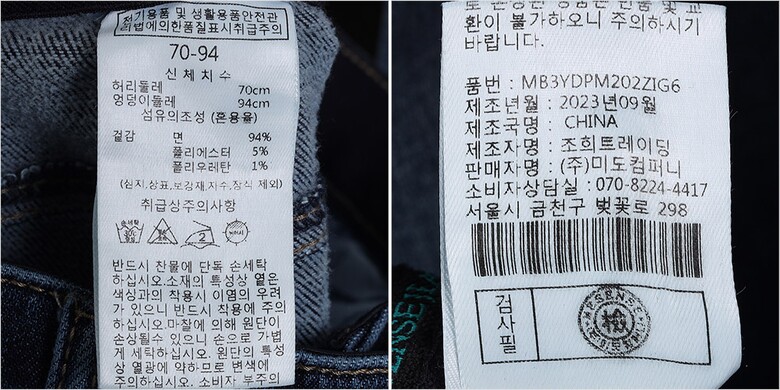 전기용품 및 생활용품안전관
리법에의한품질표시취급주의
70-94
신체치수
허리둘레 70cm
엉덩이둘레 94cm
섬유의조성 (혼용율)
겉감 면 94%
폴리에스터 5%
폴리우레탄 1%
(심지,상표,보강재,자수,장식 제외)
취급상주의사항
손세탁
반드시 찬물에 단독 손세탁
하십시오.소재의 특성상 옅은
색상과의 착용시 이염의 우려
가 있으니 반드시 착용에 주의
하십시오.마찰에 의해 원단이
손상될수 있으니 손으로 가볍
게 세탁하십시오. 원단의 특성
상 열광에 약하므로 변색에
주의하십시오. 소비자 부주의
환이 불가하오니 주의하시기
바랍니다.
품번 : MB3YDPM202ZIG6
제조년월 : 2023년09월
제조국명 : CHINA
제조자명 : 조희트레이딩
판매자명 : (주)미도컴퍼니
소비자상담실 : 070-8224-4417
서울시 금천구 벚꽃로 298
검사필
檢